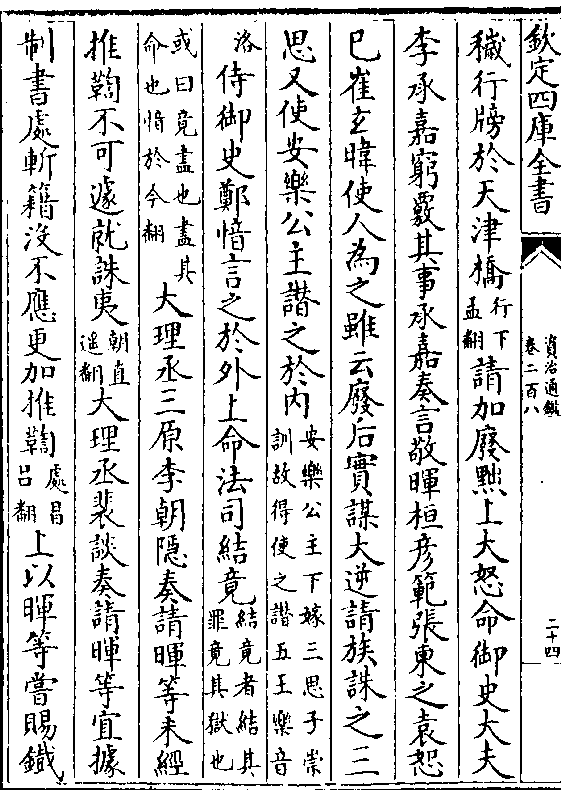 欽定四庫全書
資治通鑑
卷二百八
二十四
穢行牓於天津橋行下
孟翻請加廢黜上大怒命御史大夫
李承嘉窮覈其事承嘉奏言敬暉桓彥範張柬之袁恕
巳崔𤣥暐使人為之雖云廢后實謀大逆請族誅之三
思又使安樂公主譖之於内安樂公主下嫁三思子崇
訓故得使之譖五王樂音
洛侍御史鄭愔言之於外上命法司結竟結竟者結其
罪竟其獄也
或曰竟盡也盡其
命也愔於今翻大理丞三原李朝隱奏請暉等未經
推鞫不可遽就誅夷朝直
遥翻大理丞裴談奏請暉等宜據
制書處斬籍沒不應更加推鞫處昌
吕翻上以暉等嘗賜鐵